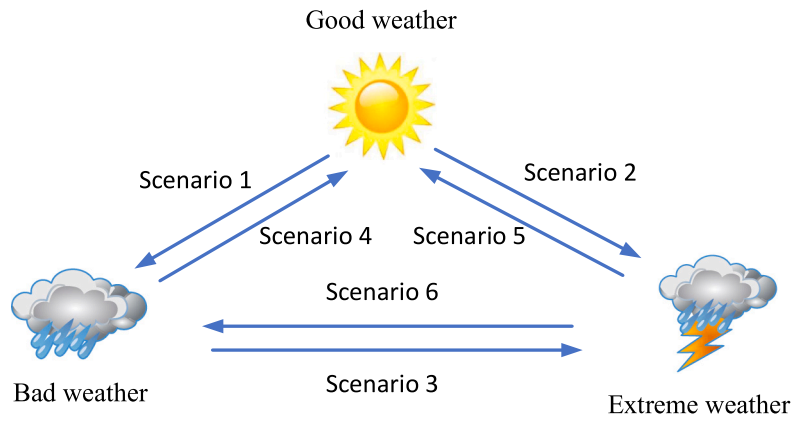 Good weather
Scenario 1
Scenario 2
Scenario 4
Scenario 5
Scenario 6
Scenario 3
Bad weather
Extreme weather